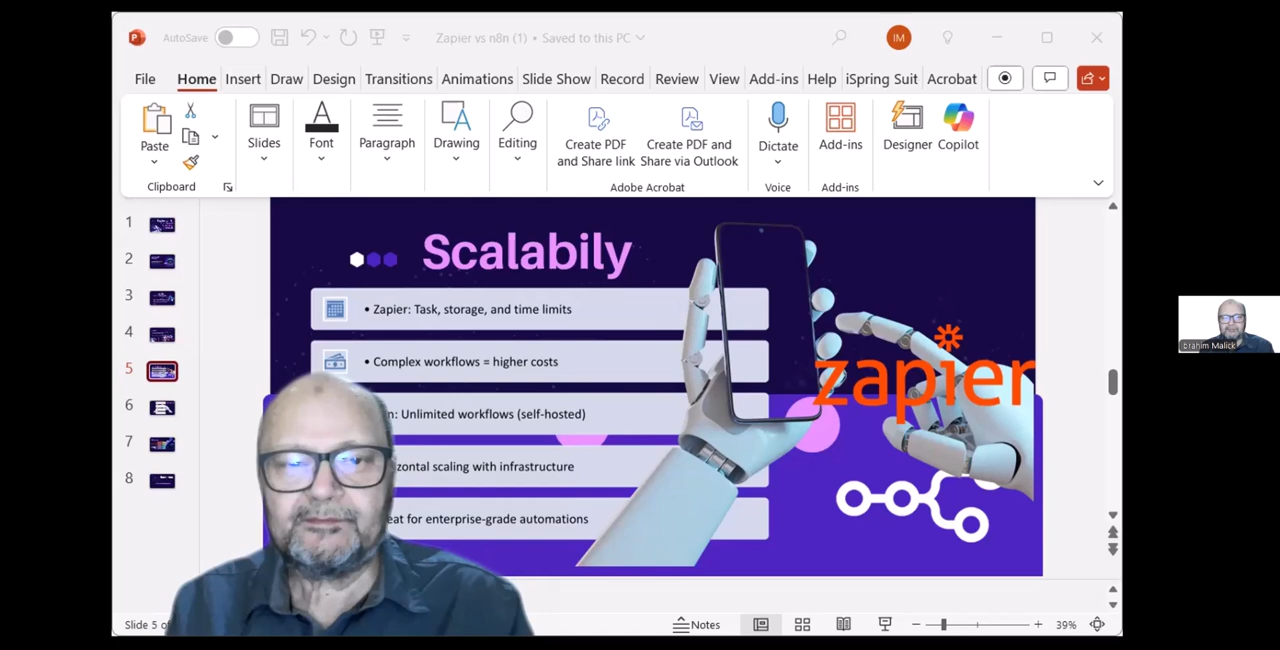 AutoSave
Zapier vs n8n (1) • Saved to this PC
IM
File Home Insert Draw Design Transitions Animations Slide Show Record Review View Add-ins Help iSpring Suit Acrobat
Paste
Slides
Font
Paragraph
Drawing
Editing
Create PDF
and Share link
Create PDF and
Share via Outlook
Dictate
Add-ins
Designer
Copilot
Clipboard
Adobe Acrobat
Voice
Add-ins
1
2
3
4
5
6
7
8
Scalabily
• Zapier: Task, storage, and time limits
• Complex workflows = higher costs
n: Unlimited workflows (self-hosted)
zontal scaling with infrastructure
eat for enterprise-grade automations
zapier
brahim Malick
Slide 5 of
Notes
39%